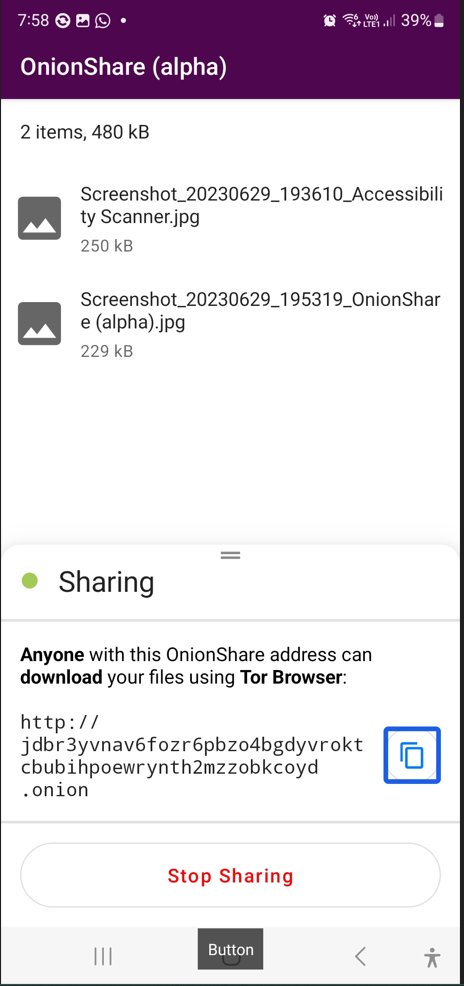 7:58
Vo)) LTE1
39%
OnionShare (alpha)
2 items, 480 kB
Screenshot_20230629_193610_Accessibili
ty Scanner.jpg
250 kB
Screenshot_20230629_195319_OnionShar
e (alpha).jpg
229 kB
Sharing
Anyone with this OnionShare address can
download your files using Tor Browser:
http://
jdbr3yvnav6fozr6pbzo4bgdyvrokt
cbubihpoewrynth2mzzobkcoyd
.onion
Stop Sharing
Button